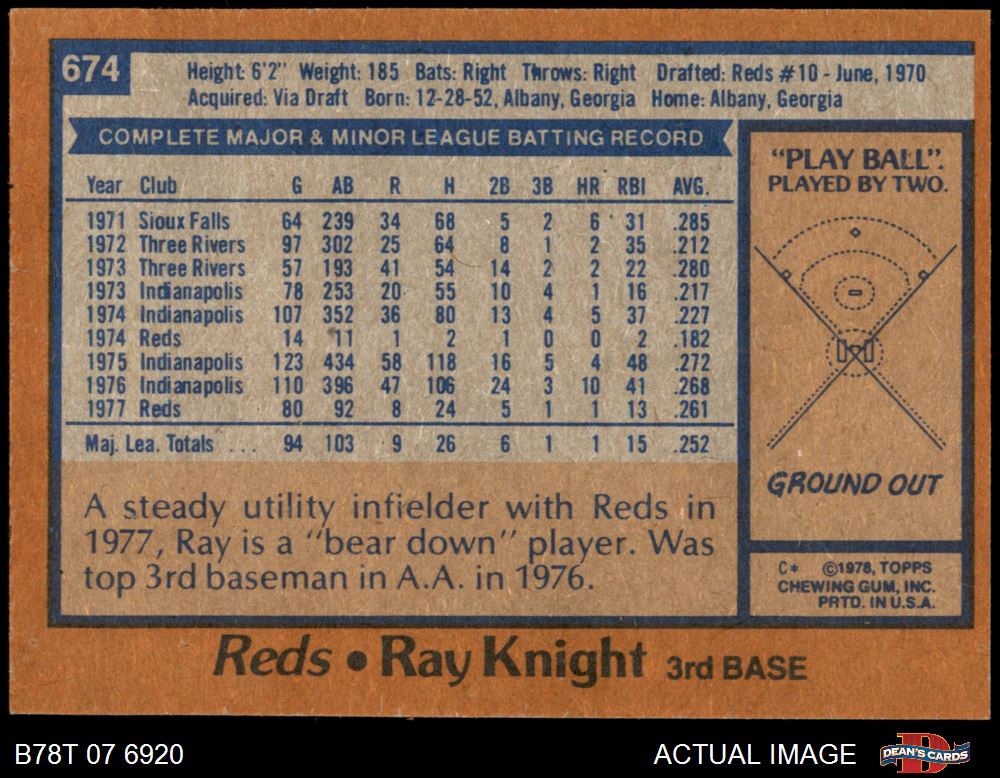 674
Height: 6'2" Weight: 185 Bats: Right Throws: Right Drafted: Reds #10 - June, 1970
Acquired: Via Draft Born: 12-28-52, Albany, Georgia Home: Albany, Georgia
COMPLETE MAJOR & MINOR LEAGUE BATTING RECORD
Year Club G AB R H 2B 3B HR RBI AVG.
1971 Sioux Falls 64 239 34 68 5 2 6 31 .285
1972 Three Rivers 97 302 25 64 8 1 2 35 .212
1973 Three Rivers 57 193 41 54 14 2 2 22 .280
1973 Indianapolis 78 253 20 55 10 4 1 16 .217
1974 Indianapolis 107 352 36 80 13 4 5 37 .227
1974 Reds 14 11 1 2 1 0 0 2 .182
1975 Indianapolis 123 434 58 118 16 5 4 48 .272
1976 Indianapolis 110 396 47 106 24 3 10 41 .268
1977 Reds 80 92 8 24 5 1 1 13 .261
Maj. Lea. Totals . . . 94 103 9 26 6 1 1 15 .252
A steady utility infielder with Reds in
1977, Ray is a "bear down" player. Was
top 3rd baseman in A.A. in 1976.
"PLAY BALL".
PLAYED BY TWO.
GROUND OUT
C* ©1978, TOPPS
CHEWING GUM, INC.
PRTD. IN U.S.A.
Reds • Ray Knight 3rd BASE
B78T 07 6920
ACTUAL IMAGE
DEAN'S CARDS